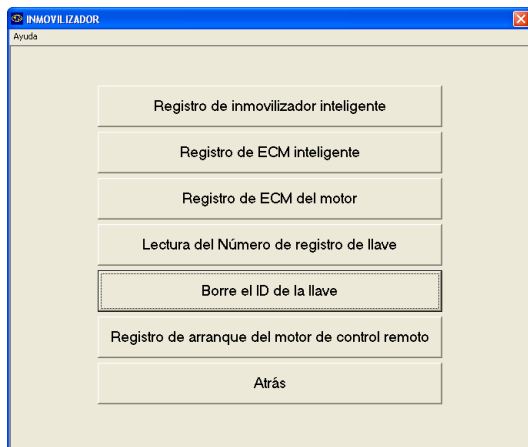 INMOVILIZADOR
Ayuda
Registro de inmovilizador inteligente
Registro de ECM inteligente
Registro de ECM del motor
Lectura del Número de registro de llave
Borre el ID de la llave
Registro de arranque del motor de control remoto
Atrás